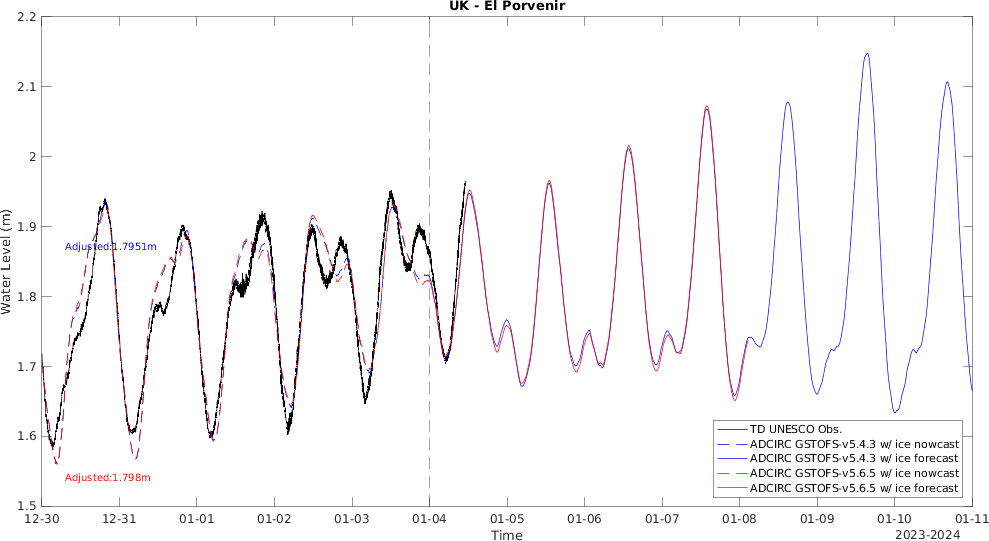 UK - El Porvenir
2.2
2.1
2
1.9
1.8
1.7
1.6
1.5
Water Level (m)
Adjusted:1.7951m
Adjusted:1.798m
TD UNESCO Obs.
ADCIRC GSTOFS-v5.4.3 w/ ice nowcast
ADCIRC GSTOFS-v5.4.3 w/ ice forecast
ADCIRC GSTOFS-v5.6.5 w/ ice nowcast
ADCIRC GSTOFS-v5.6.5 w/ ice forecast
12-30 12-31 01-01 01-02 01-03 01-04 01-05 01-06 01-07 01-08 01-09 01-10 01-11
Time
2023-2024